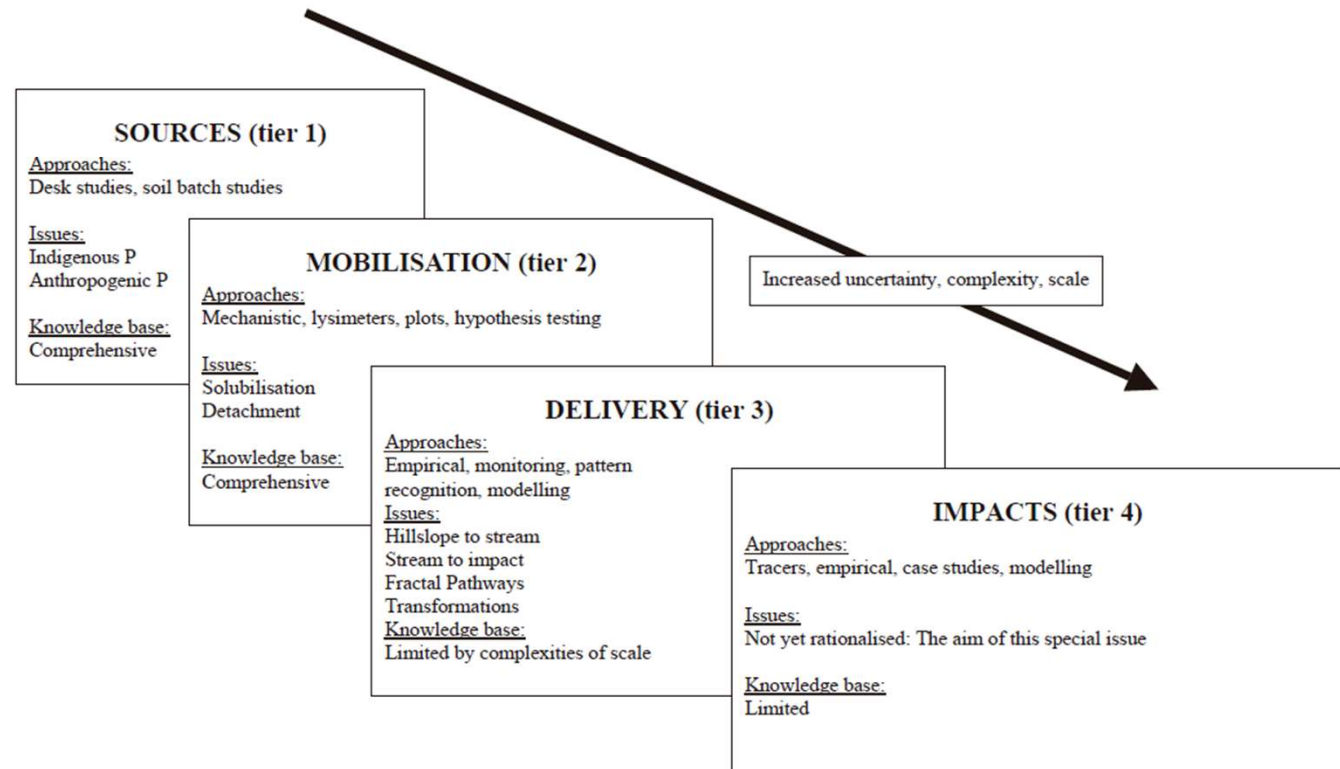 SOURCES (tier 1)
Approaches:
Desk studies, soil batch studies
Issues:
Indigenous P
Anthropogenic P
Knowledge base:
Comprehensive
MOBILISATION (tier 2)
Approaches:
Mechanistic, lysimeters, plots, hypothesis testing
Issues:
Solubilisation
Detachment
Knowledge base:
Comprehensive
Increased uncertainty, complexity, scale
DELIVERY (tier 3)
Approaches:
Empirical, monitoring, pattern
recognition, modelling
Issues:
Hillslope to stream
Stream to impact
Fractal Pathways
Transformations
Knowledge base:
Limited by complexities of scale
IMPACTS (tier 4)
Approaches:
Tracers, empirical, case studies, modelling
Issues:
Not yet rationalised: The aim of this special issue
Knowledge base:
Limited